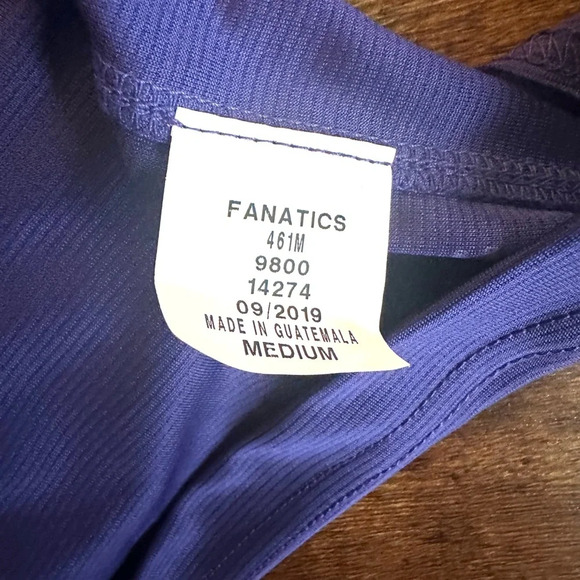 FANATICS
461M
9800
14274
09/2019
MADE IN GUATEMALA
MEDIUM